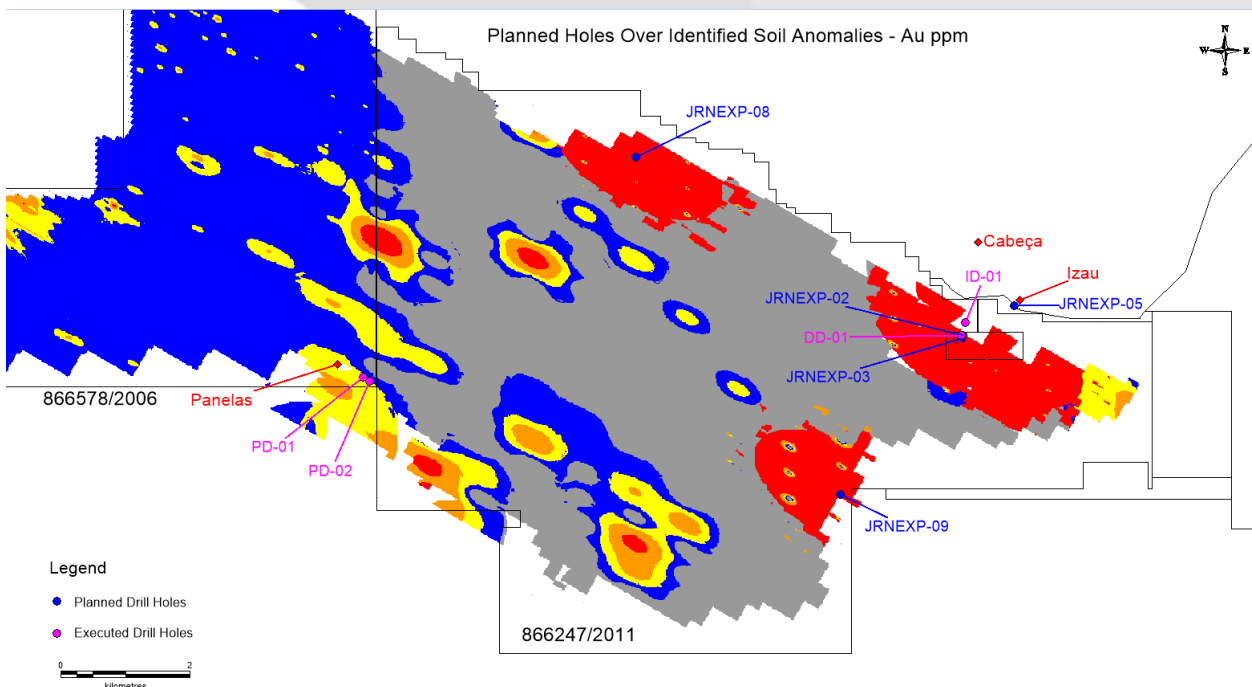 Planned Holes Over Identified Soil Anomalies - Au ppm
N
W E
S
JRNEXP-08
Cabeça
ID-01
Izau
JRNEXP-02
JRNEXP-05
DD-01
JRNEXP-03
866578/2006
Panelas
PD-01
PD-02
JRNEXP-09
Legend
Planned Drill Holes
Executed Drill Holes
866247/2011
0 2
kilometres